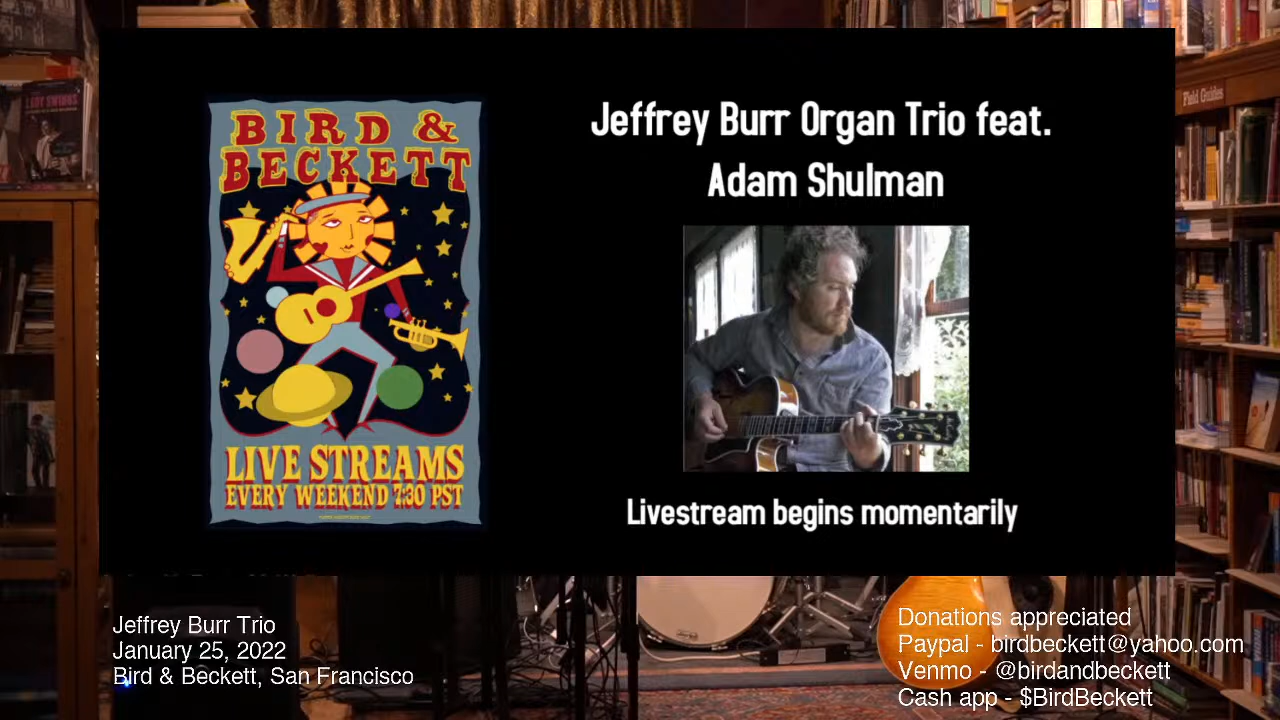 LADY SWINGS
Field Guides
BIRD &
BECKETT
LIVE STREAMS
EVERY WEEKEND 7:30 PST
Jeffrey Burr Organ Trio feat.
Adam Shulman
Livestream begins momentarily
Jeffrey Burr Trio
January 25, 2022
Bird & Beckett, San Francisco
Donations appreciated
Paypal - birdbeckett@yahoo.com
Venmo - @birdandbeckett
Cash app - $BirdBeckett